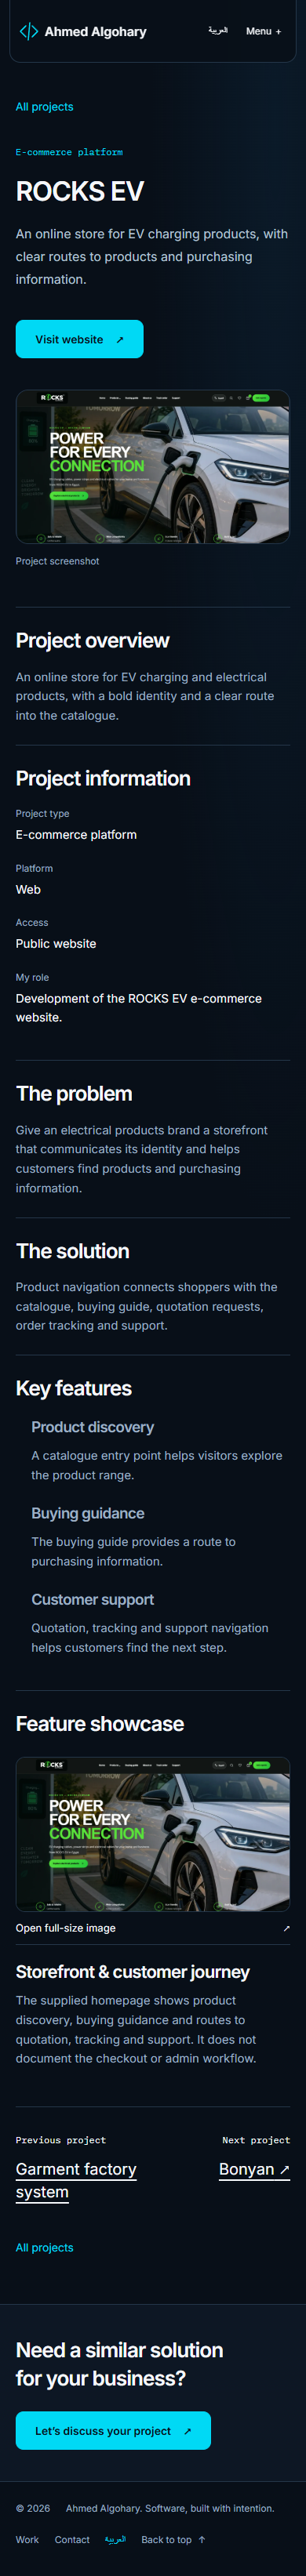 Ahmed Algohary
العربية
Menu +
All projects
E-commerce platform
ROCKS EV
An online store for EV charging products, with
clear routes to products and purchasing
information.
Visit website ↗
ROCKS
POWER
FOR EVERY
CONNECTION
Project screenshot
Project overview
An online store for EV charging and electrical
products, with a bold identity and a clear route
into the catalogue.
Project information
Project type
E-commerce platform
Platform
Web
Access
Public website
My role
Development of the ROCKS EV e-commerce
website.
The problem
Give an electrical products brand a storefront
that communicates its identity and helps
customers find products and purchasing
information.
The solution
Product navigation connects shoppers with the
catalogue, buying guide, quotation requests,
order tracking and support.
Key features
Product discovery
A catalogue entry point helps visitors explore
the product range.
Buying guidance
The buying guide provides a route to
purchasing information.
Customer support
Quotation, tracking and support navigation
helps customers find the next step.
Feature showcase
ROCKS
POWER
FOR EVERY
CONNECTION
Open full-size image ↗
Storefront & customer journey
The supplied homepage shows product
discovery, buying guidance and routes to
quotation, tracking and support. It does not
document the checkout or admin workflow.
Previous project
Garment factory
system
Next project
Bonyan ↗
All projects
Need a similar solution
for your business?
Let's discuss your project ↗
© 2026 Ahmed Algohary. Software, built with intention.
Work Contact العربية Back to top ↑